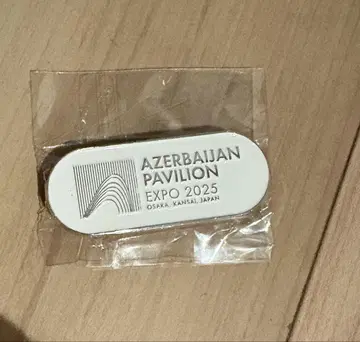 AZERBAIJAN
PAVILION
EXPO 2025
OSAKA, KANSAI, JAPAN